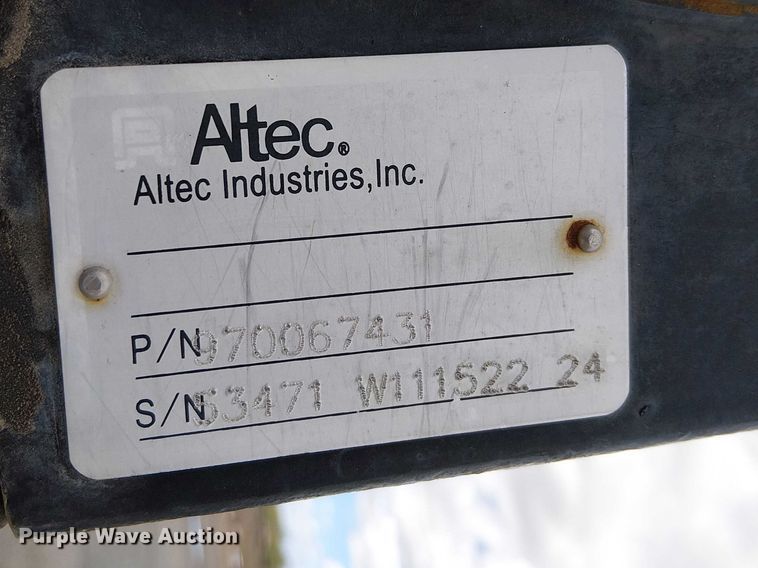 Altec®
Altec Industries, Inc.
P/N 970067431
S/N 53471 W111522 24
Purple Wave Auction